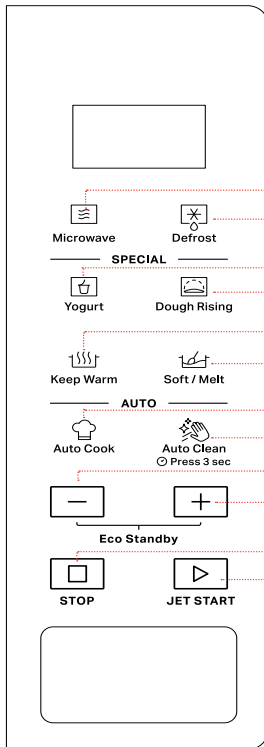 Microwave Defrost
SPECIAL
Yogurt Dough Rising
Keep Warm Soft / Melt
AUTO
Auto Cook Auto Clean
Press 3 sec
Eco Standby
STOP JET START